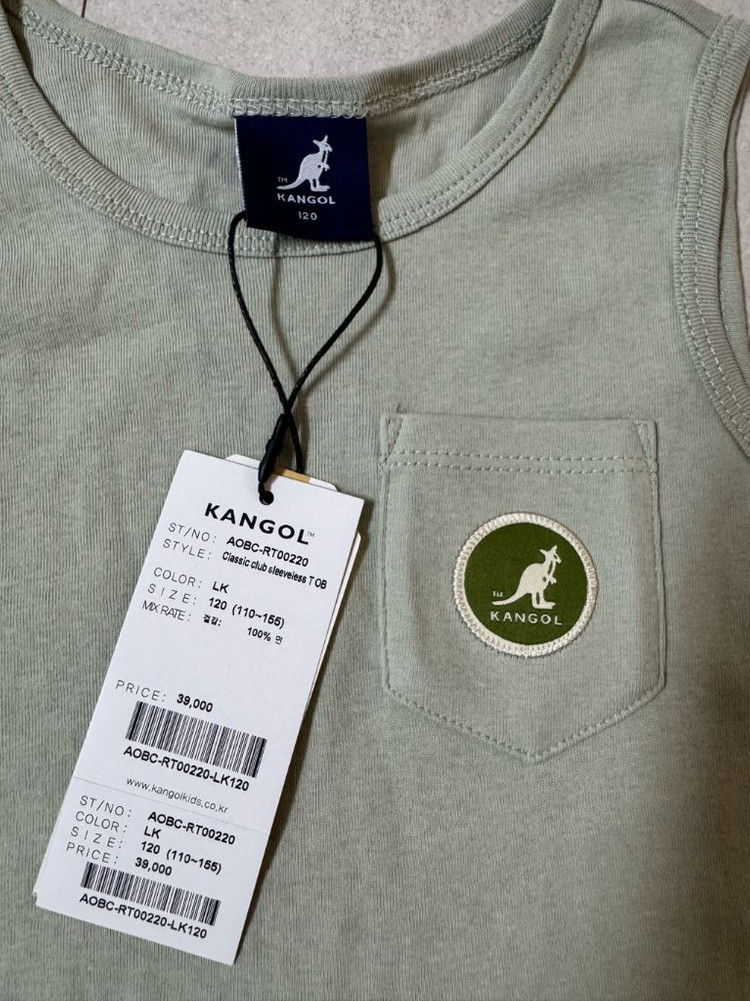 TM
KANGOL
120
KANGOL™
ST/NO: AOBC-RT00220
STYLE: Classic club sleeveless T OB
COLOR: LK
SIZE: 120 (110~155)
MIX RATE: 겉감: 100% 면
PRICE: 39,000
AOBC-RT00220-LK120
www.kangolkids.co.kr
ST/NO: AOBC-RT00220
COLOR: LK
SIZE: 120 (110~155)
PRICE: 39,000
AOBC-RT00220-LK120
TM
KANGOL